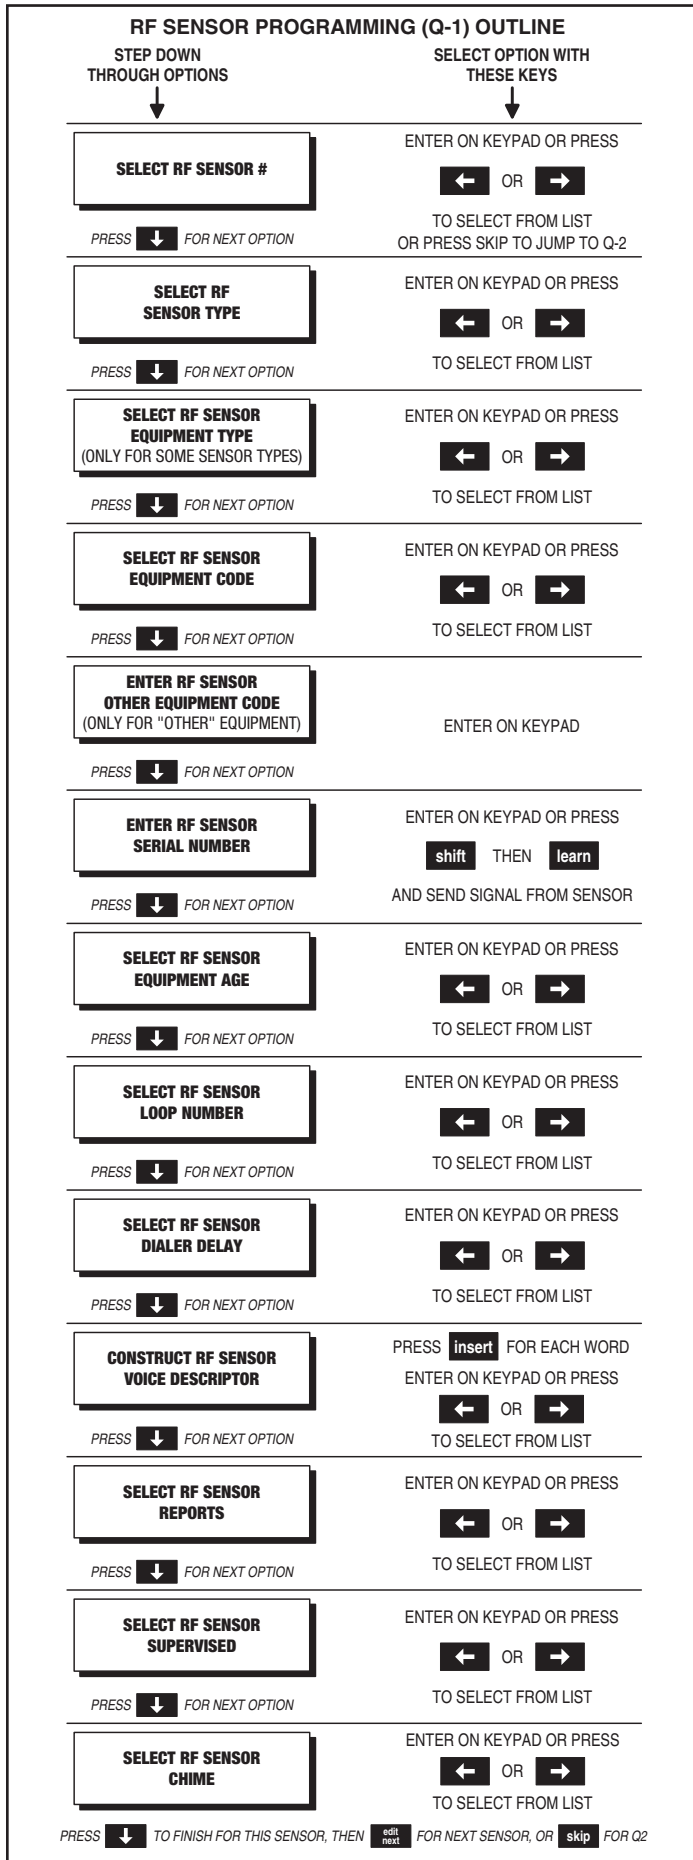 RF SENSOR PROGRAMMING (Q-1) OUTLINE
STEP DOWN
THROUGH OPTIONS
SELECT OPTION WITH
THESE KEYS
SELECT RF SENSOR #
PRESS ↓ FOR NEXT OPTION
ENTER ON KEYPAD OR PRESS
← OR →
TO SELECT FROM LIST
OR PRESS SKIP TO JUMP TO Q-2
SELECT RF
SENSOR TYPE
PRESS ↓ FOR NEXT OPTION
ENTER ON KEYPAD OR PRESS
← OR →
TO SELECT FROM LIST
SELECT RF SENSOR
EQUIPMENT TYPE
(ONLY FOR SOME SENSOR TYPES)
PRESS ↓ FOR NEXT OPTION
ENTER ON KEYPAD OR PRESS
← OR →
TO SELECT FROM LIST
SELECT RF SENSOR
EQUIPMENT CODE
PRESS ↓ FOR NEXT OPTION
ENTER ON KEYPAD OR PRESS
← OR →
TO SELECT FROM LIST
ENTER RF SENSOR
OTHER EQUIPMENT CODE
(ONLY FOR "OTHER" EQUIPMENT)
PRESS ↓ FOR NEXT OPTION
ENTER ON KEYPAD
ENTER RF SENSOR
SERIAL NUMBER
PRESS ↓ FOR NEXT OPTION
ENTER ON KEYPAD OR PRESS
shift THEN learn
AND SEND SIGNAL FROM SENSOR
SELECT RF SENSOR
EQUIPMENT AGE
PRESS ↓ FOR NEXT OPTION
ENTER ON KEYPAD OR PRESS
← OR →
TO SELECT FROM LIST
SELECT RF SENSOR
LOOP NUMBER
PRESS ↓ FOR NEXT OPTION
ENTER ON KEYPAD OR PRESS
← OR →
TO SELECT FROM LIST
SELECT RF SENSOR
DIALER DELAY
PRESS ↓ FOR NEXT OPTION
ENTER ON KEYPAD OR PRESS
← OR →
TO SELECT FROM LIST
CONSTRUCT RF SENSOR
VOICE DESCRIPTOR
PRESS ↓ FOR NEXT OPTION
PRESS insert FOR EACH WORD
ENTER ON KEYPAD OR PRESS
← OR →
TO SELECT FROM LIST
SELECT RF SENSOR
REPORTS
PRESS ↓ FOR NEXT OPTION
ENTER ON KEYPAD OR PRESS
← OR →
TO SELECT FROM LIST
SELECT RF SENSOR
SUPERVISED
PRESS ↓ FOR NEXT OPTION
ENTER ON KEYPAD OR PRESS
← OR →
TO SELECT FROM LIST
SELECT RF SENSOR
CHIME
ENTER ON KEYPAD OR PRESS
← OR →
TO SELECT FROM LIST
PRESS ↓ TO FINISH FOR THIS SENSOR, THEN edit next FOR NEXT SENSOR, OR skip FOR Q2